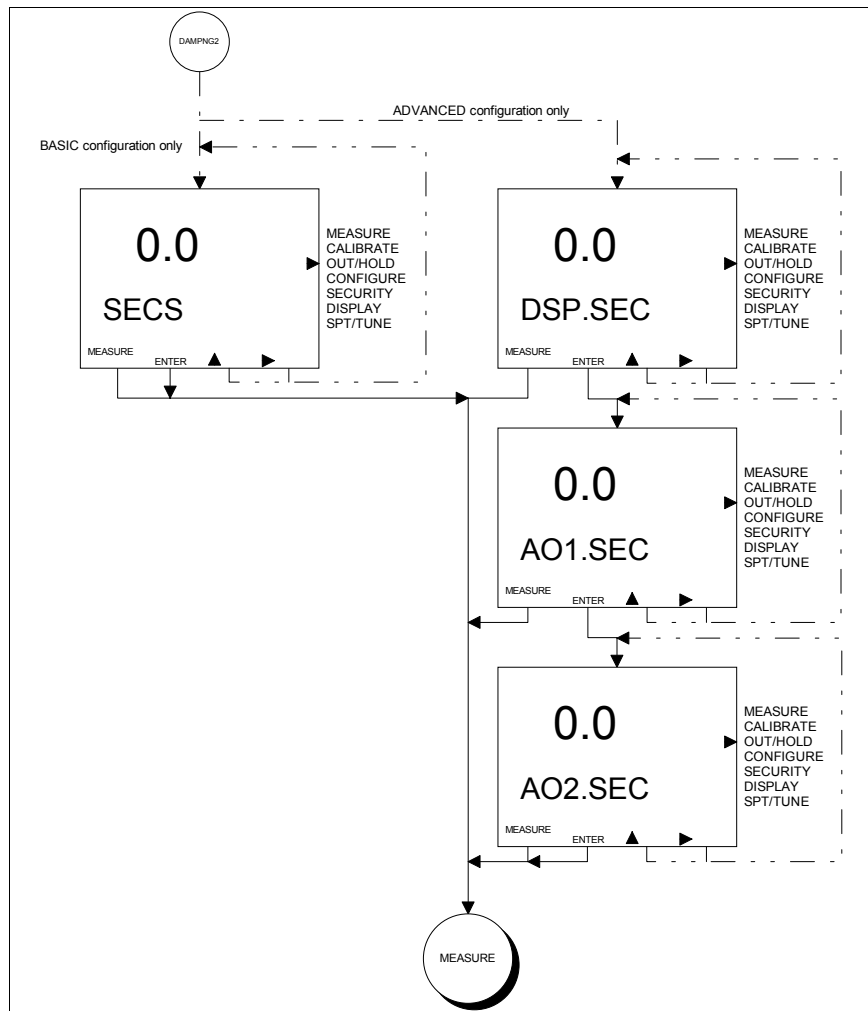 DAMPNG2
ADVANCED configuration only
BASIC configuration only
0.0
SECS
MEASURE
ENTER
MEASURE
CALIBRATE
OUT/HOLD
CONFIGURE
SECURITY
DISPLAY
SPT/TUNE
0.0
DSP.SEC
MEASURE
ENTER
MEASURE
CALIBRATE
OUT/HOLD
CONFIGURE
SECURITY
DISPLAY
SPT/TUNE
0.0
AO1.SEC
MEASURE
ENTER
MEASURE
CALIBRATE
OUT/HOLD
CONFIGURE
SECURITY
DISPLAY
SPT/TUNE
0.0
AO2.SEC
MEASURE
ENTER
MEASURE
CALIBRATE
OUT/HOLD
CONFIGURE
SECURITY
DISPLAY
SPT/TUNE
MEASURE